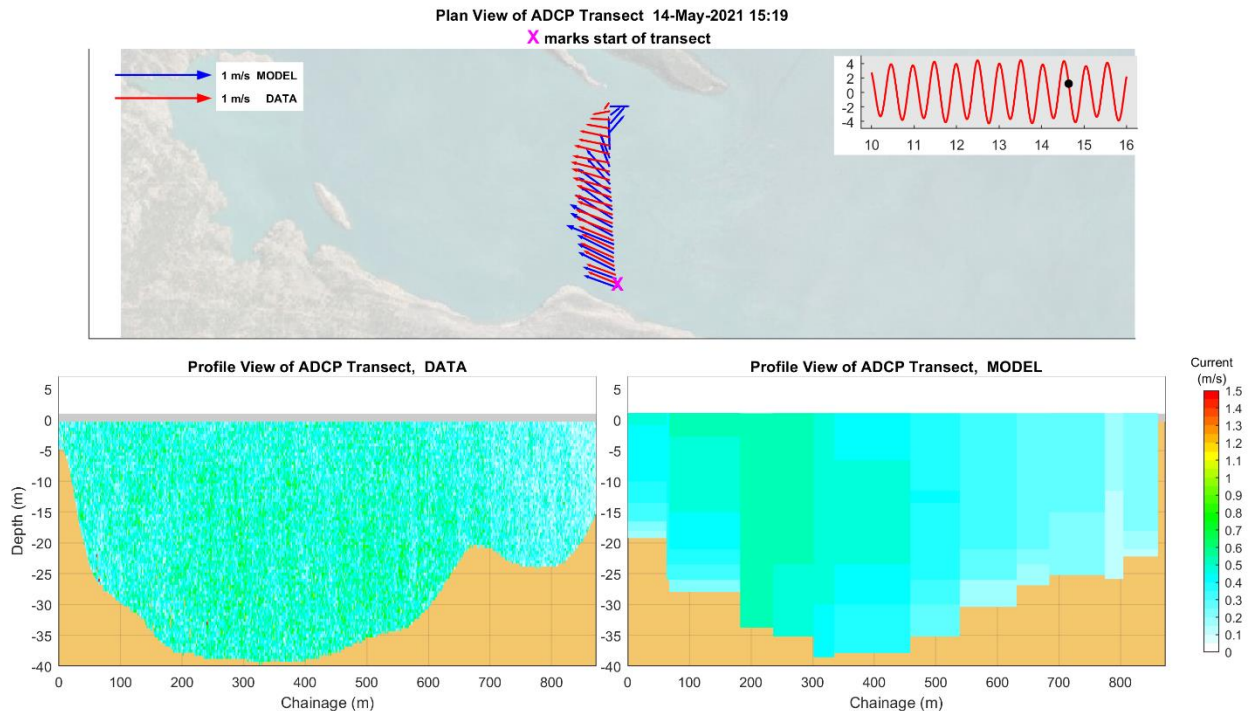 Plan View of ADCP Transect 14-May-2021 15:19
X marks start of transect
1 m/s MODEL
1 m/s DATA
4
2
0
-2
-4
10 11 12 13 14 15 16
X
Profile View of ADCP Transect, DATA
Profile View of ADCP Transect, MODEL
Current
(m/s)
Depth (m)
5
0
-5
-10
-15
-20
-25
-30
-35
-40
0 100 200 300 400 500 600 700 800
Chainage (m)
5
0
-5
-10
-15
-20
-25
-30
-35
-40
0 100 200 300 400 500 600 700 800
Chainage (m)
1.5
1.4
1.3
1.2
1.1
1
0.9
0.8
0.7
0.6
0.5
0.4
0.3
0.2
0.1
0